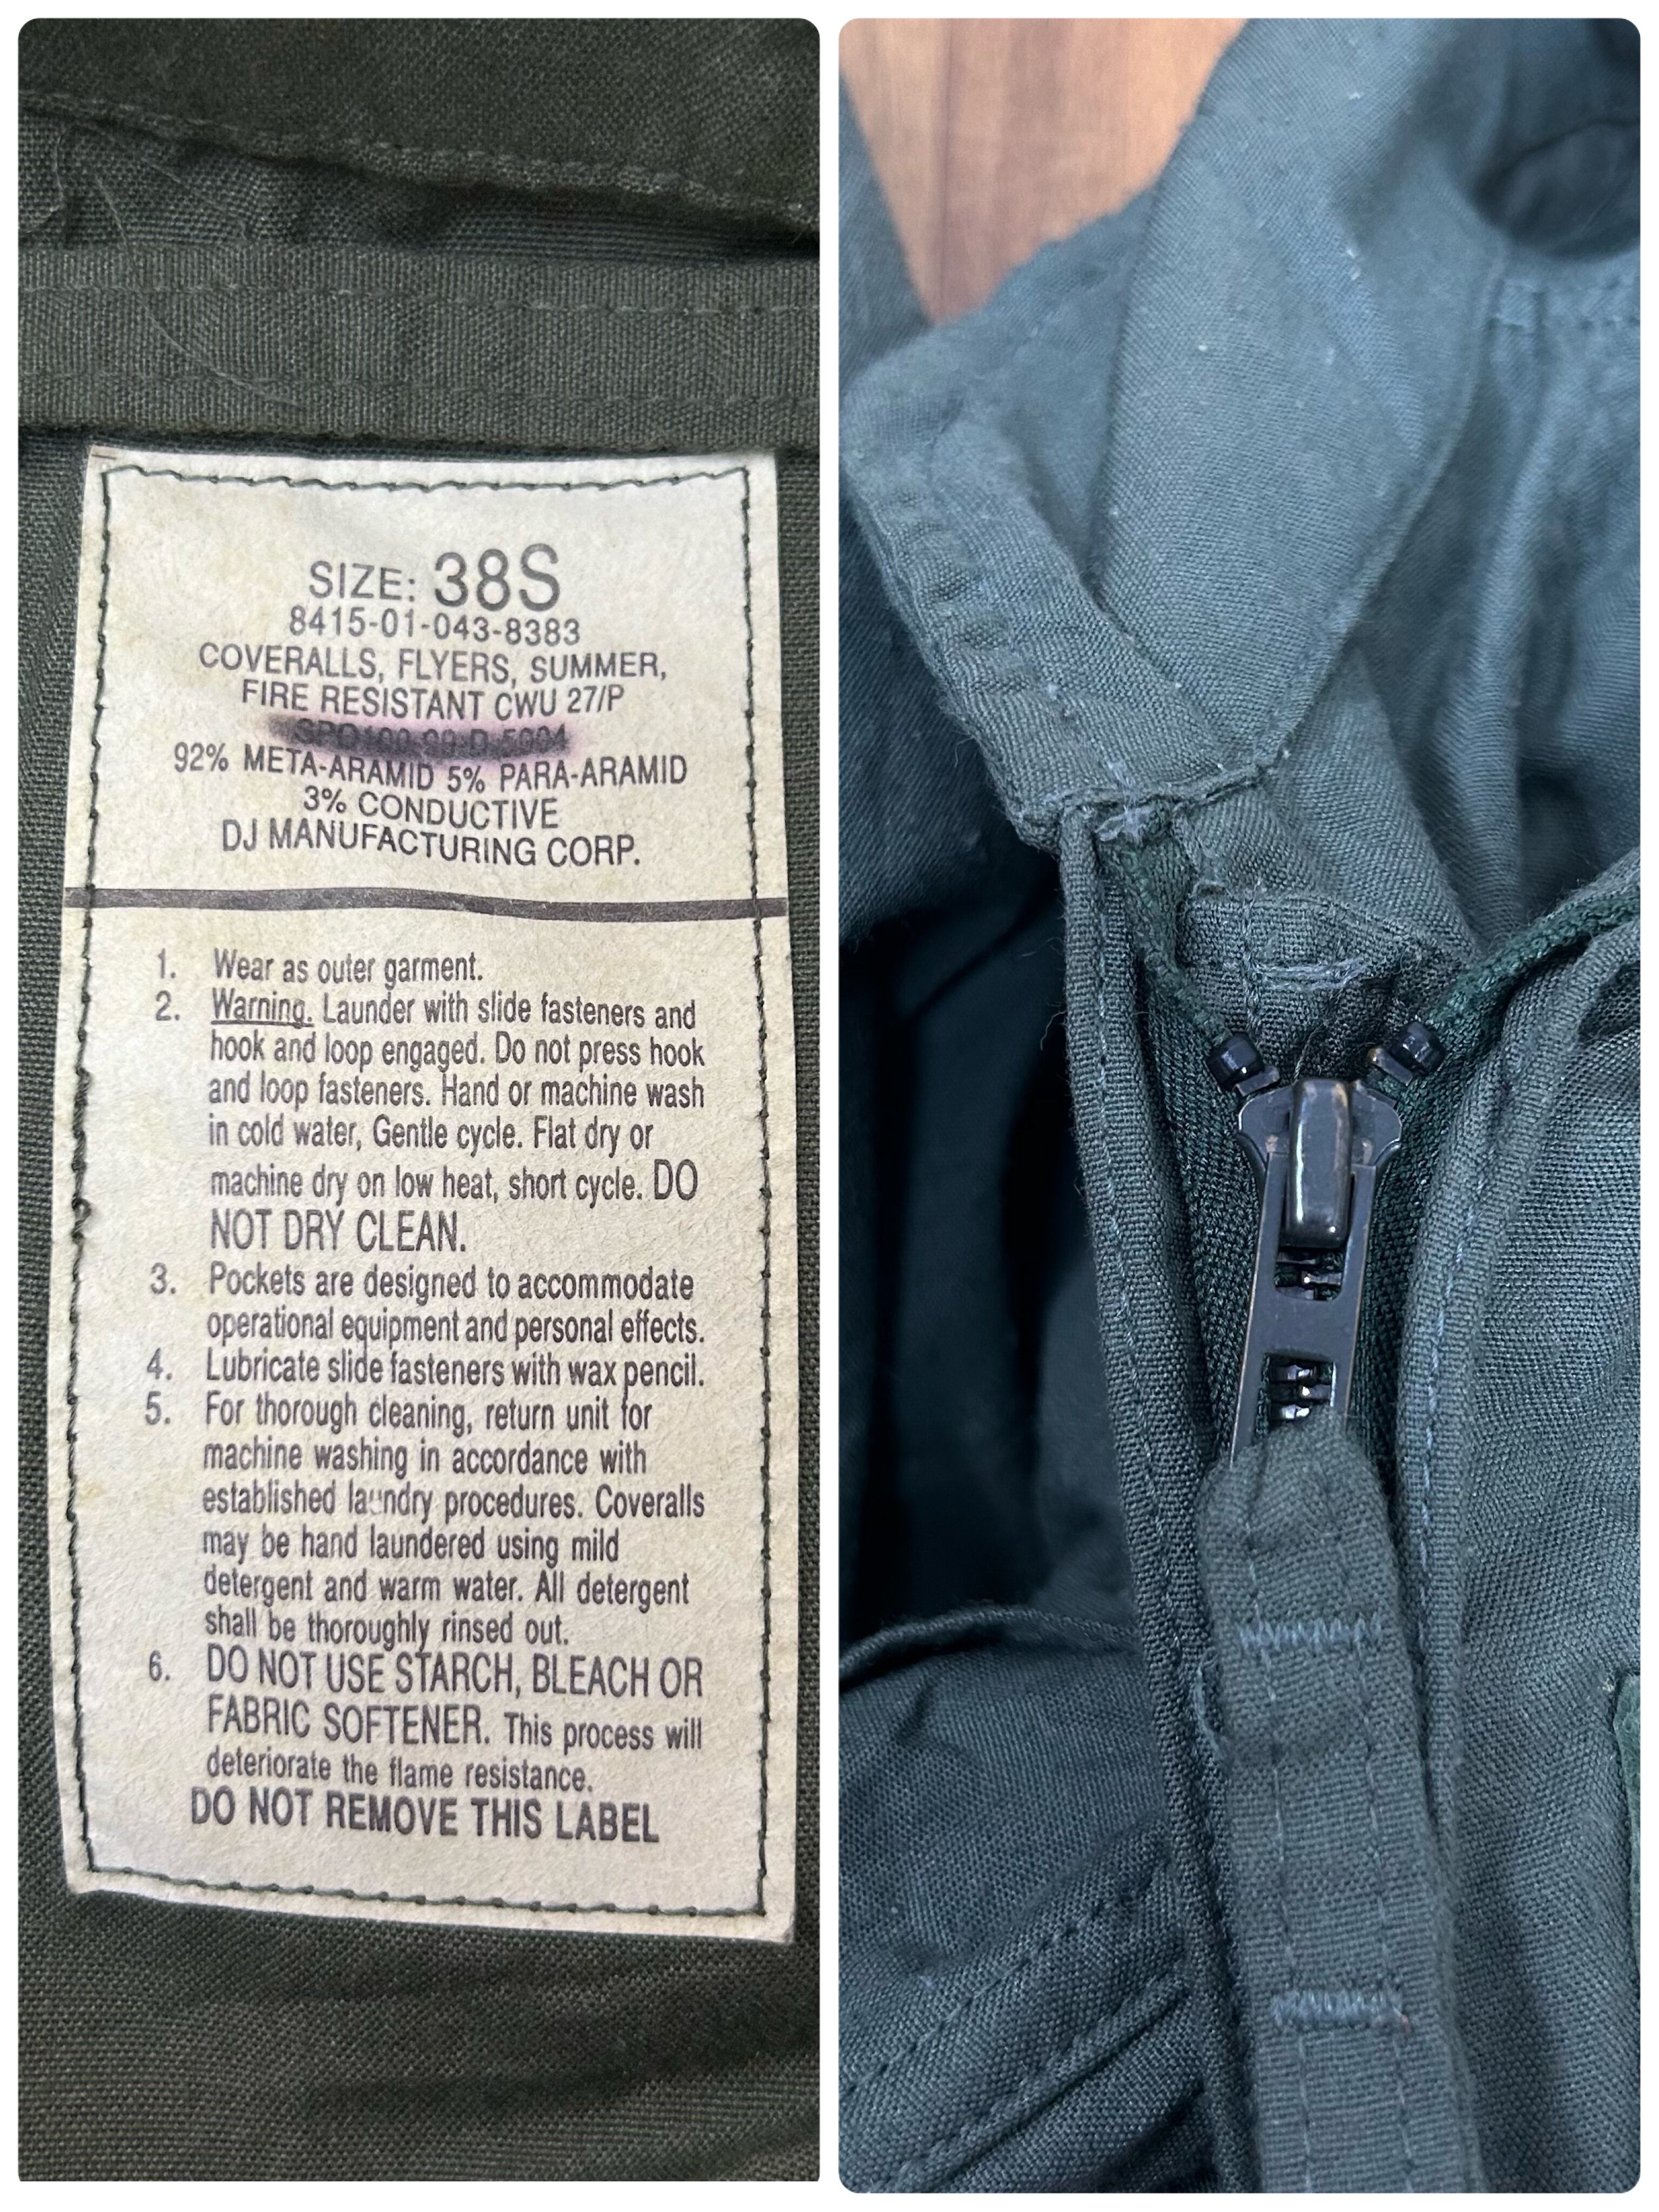 SIZE: 38S
8415-01-043-8383
COVERALLS, FLYERS, SUMMER,
FIRE RESISTANT CWU 27/P
92% META-ARAMID 5% PARA-ARAMID
3% CONDUCTIVE
DJ MANUFACTURING CORP.
1. Wear as outer garment.
2. Warning. Launder with slide fasteners and
hook and loop engaged. Do not press hook
and loop fasteners. Hand or machine wash
in cold water, Gentle cycle. Flat dry or
machine dry on low heat, short cycle. DO
NOT DRY CLEAN.
3. Pockets are designed to accommodate
operational equipment and personal effects.
4. Lubricate slide fasteners with wax pencil.
5. For thorough cleaning, return unit for
machine washing in accordance with
established laundry procedures. Coveralls
may be hand laundered using mild
detergent and warm water. All detergent
shall be thoroughly rinsed out.
6. DO NOT USE STARCH, BLEACH OR
FABRIC SOFTENER. This process will
deteriorate the flame resistance.
DO NOT REMOVE THIS LABEL